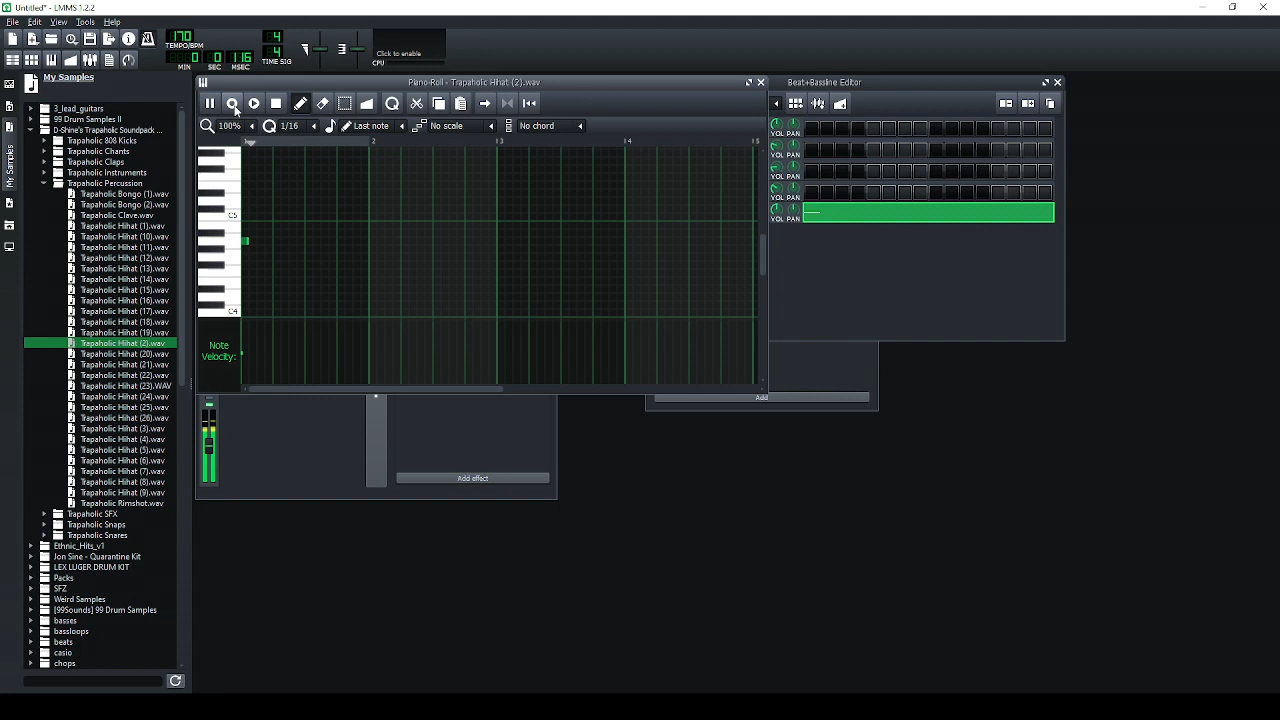 Untitled* - LMMS 1.2.2
File Edit View Tools Help
170
TEMPO/BPM
0 0 116
MIN SEC MSEC
4
4
TIME SIG
Click to enable
CPU
My Samples
My Samples
3_lead_guitars
99 Drum Samples II
D-Shine's Trapaholic Soundpack ...
Trapaholic 808 Kicks
Trapaholic Chants
Trapaholic Claps
Trapaholic Instruments
Trapaholic Percussion
Trapaholic Bongo (1).wav
Trapaholic Bongo (2).wav
Trapaholic Clave.wav
Trapaholic Hihat (1).wav
Trapaholic Hihat (10).wav
Trapaholic Hihat (11).wav
Trapaholic Hihat (12).wav
Trapaholic Hihat (13).wav
Trapaholic Hihat (14).wav
Trapaholic Hihat (15).wav
Trapaholic Hihat (16).wav
Trapaholic Hihat (17).wav
Trapaholic Hihat (18).wav
Trapaholic Hihat (19).wav
Trapaholic Hihat (2).wav
Trapaholic Hihat (20).wav
Trapaholic Hihat (21).wav
Trapaholic Hihat (22).wav
Trapaholic Hihat (23).WAV
Trapaholic Hihat (24).wav
Trapaholic Hihat (25).wav
Trapaholic Hihat (26).wav
Trapaholic Hihat (3).wav
Trapaholic Hihat (4).wav
Trapaholic Hihat (5).wav
Trapaholic Hihat (6).wav
Trapaholic Hihat (7).wav
Trapaholic Hihat (8).wav
Trapaholic Hihat (9).wav
Trapaholic Rimshot.wav
Trapaholic SFX
Trapaholic Snaps
Trapaholic Snares
Ethnic_Hits_v1
Jon Sine - Quarantine Kit
LEX LUGER DRUM KIT
Packs
SFZ
Weird Samples
[99Sounds] 99 Drum Samples
basses
bassloops
beats
casio
chops
Piano-Roll - Trapaholic Hihat (2).wav
100% 1/16 Last note No scale No chord
2 3 4 5
C5
C4
Note
Velocity:
Add effect
Add
Beat+Bassline Editor
VOL PAN
VOL PAN
VOL PAN
VOL PAN
VOL PAN